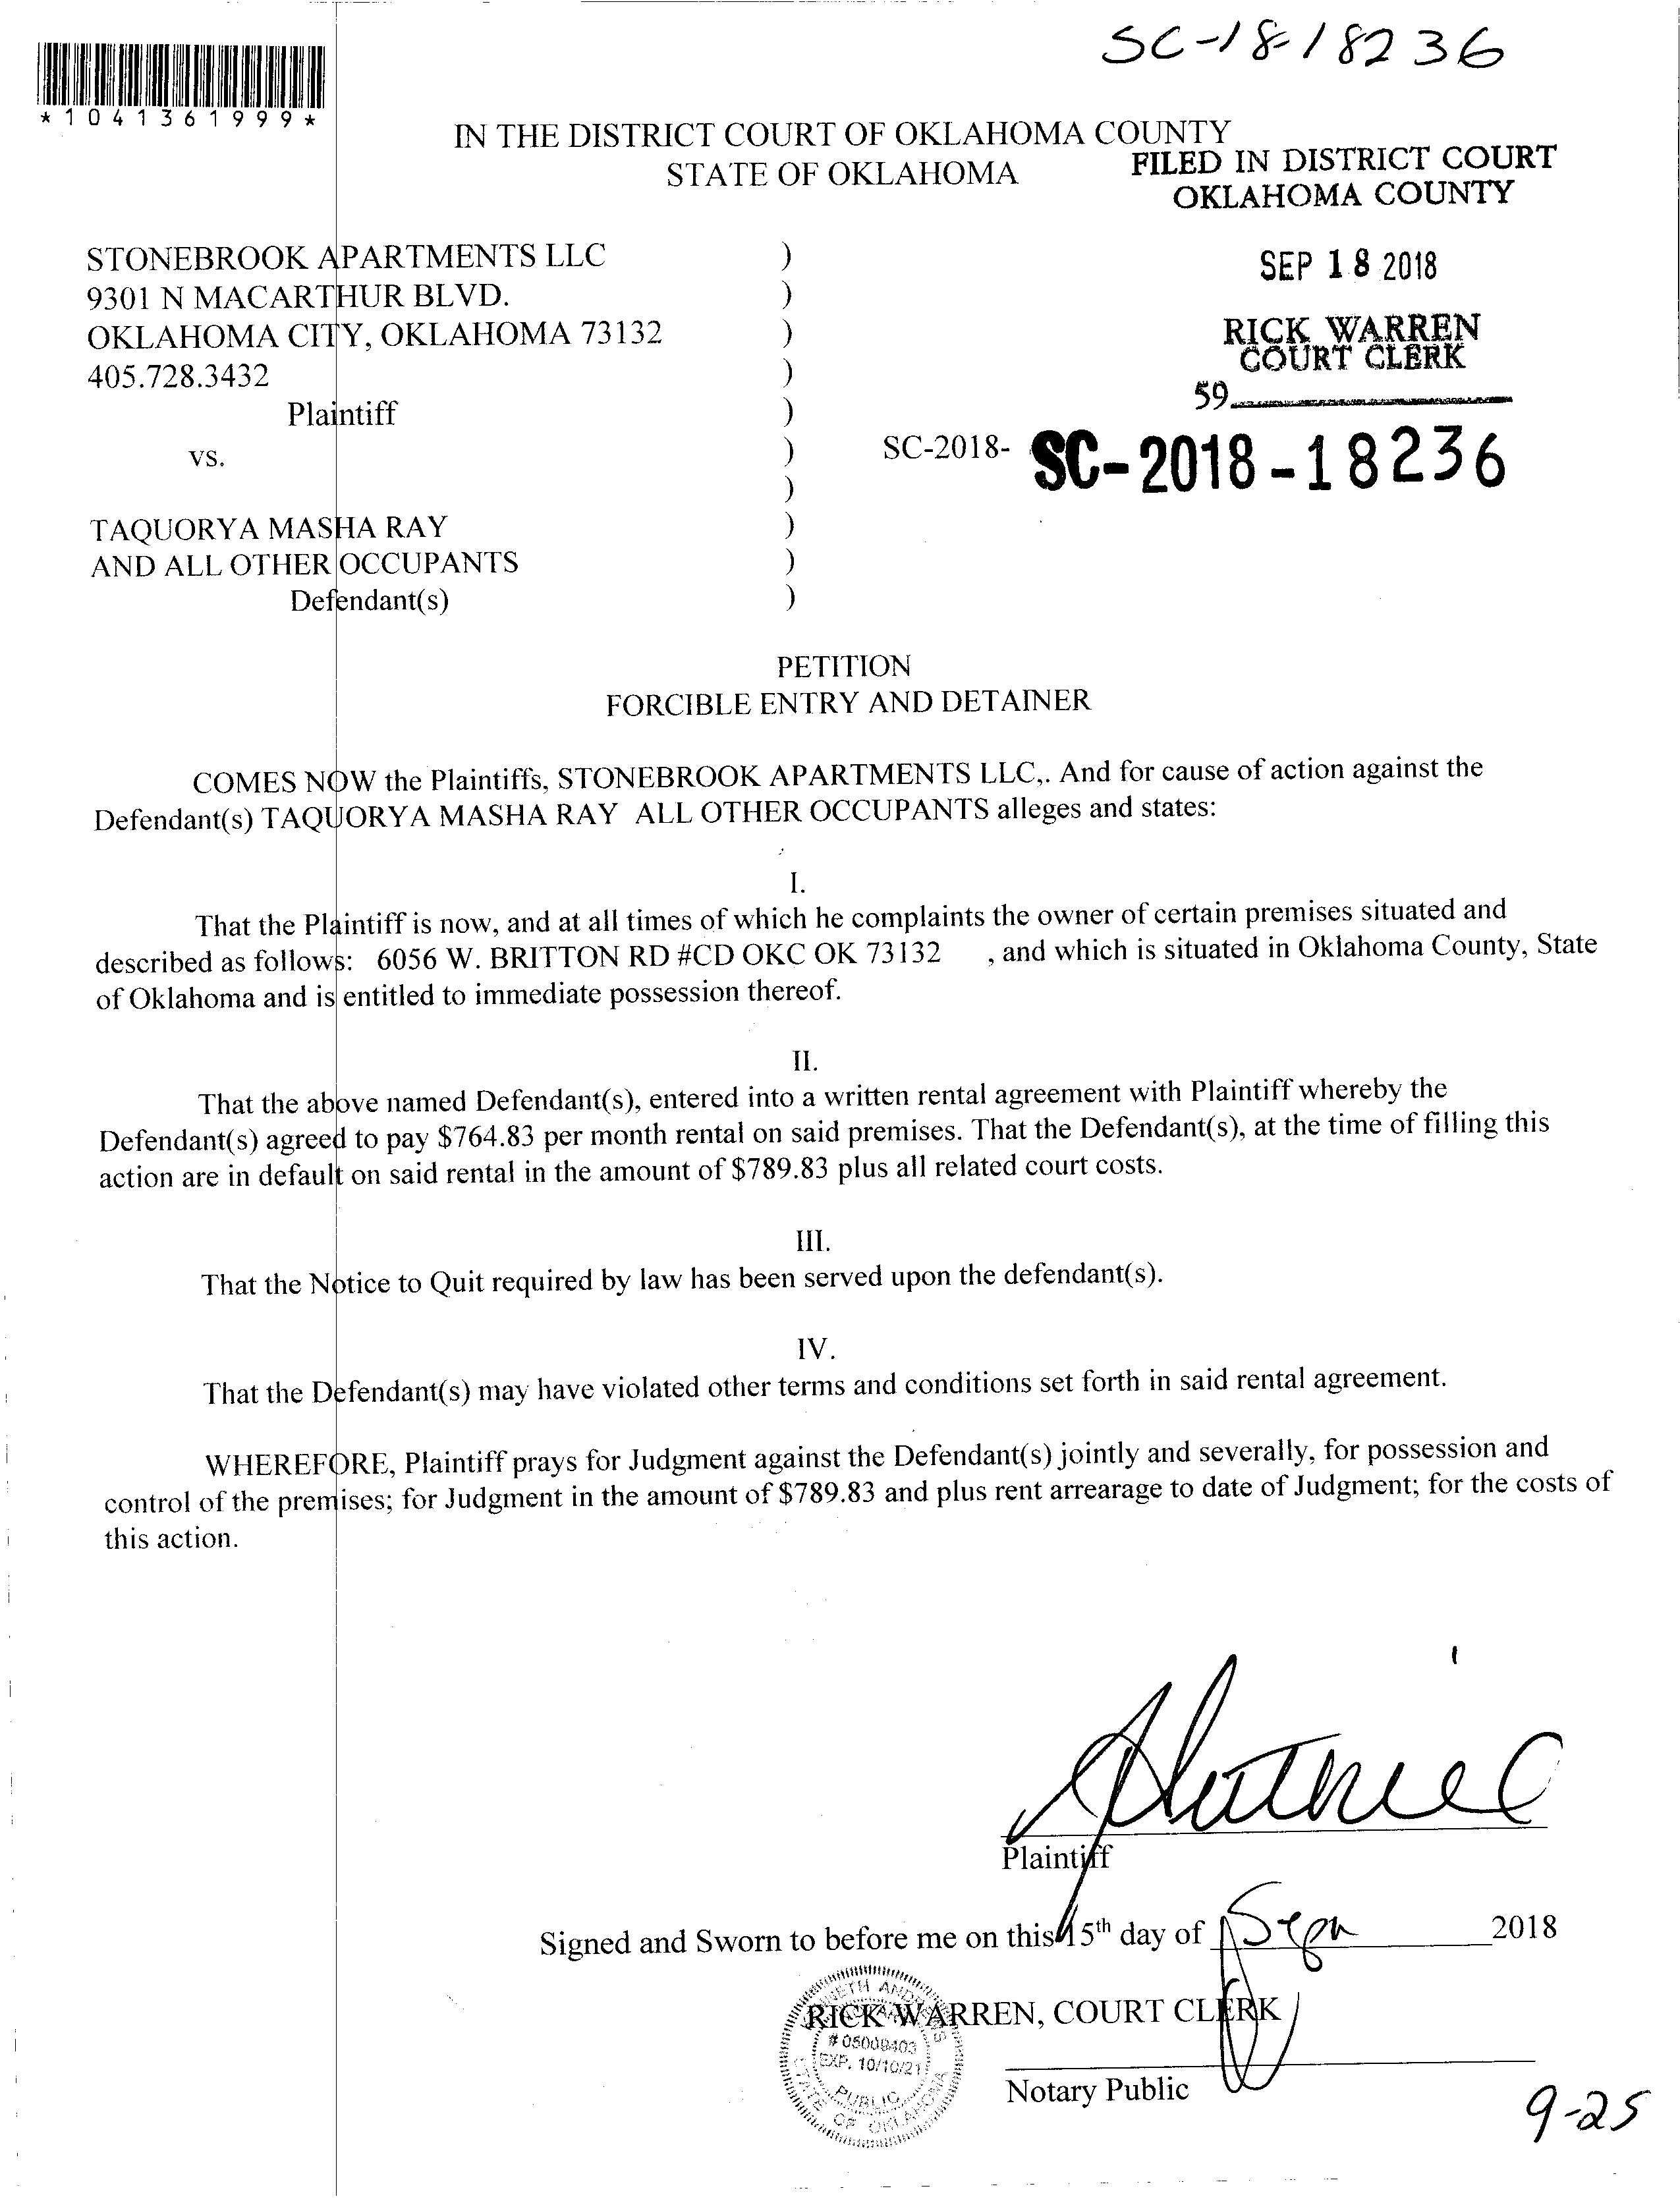 SC-18-18236
*1041361999*
IN THE DISTRICT COURT OF OKLAHOMA COUNTY
STATE OF OKLAHOMA
FILED IN DISTRICT COURT
OKLAHOMA COUNTY
SEP 18 2018
RICK WARREN
COURT CLERK
59
STONEBROOK APARTMENTS LLC )
9301 N MACARTHUR BLVD. )
OKLAHOMA CITY, OKLAHOMA 73132 )
405.728.3432 )
Plaintiff )
vs. ) SC-2018- SC-2018-18236
)
TAQUORYA MASHA RAY )
AND ALL OTHER OCCUPANTS )
Defendant(s) )
PETITION
FORCIBLE ENTRY AND DETAINER
COMES NOW the Plaintiffs, STONEBROOK APARTMENTS LLC,. And for cause of action against the
Defendant(s) TAQUORYA MASHA RAY ALL OTHER OCCUPANTS alleges and states:
I.
That the Plaintiff is now, and at all times of which he complaints the owner of certain premises situated and
described as follows: 6056 W. BRITTON RD #CD OKC OK 73132 , and which is situated in Oklahoma County, State
of Oklahoma and is entitled to immediate possession thereof.
II.
That the above named Defendant(s), entered into a written rental agreement with Plaintiff whereby the
Defendant(s) agreed to pay $764.83 per month rental on said premises. That the Defendant(s), at the time of filling this
action are in default on said rental in the amount of $789.83 plus all related court costs.
III.
That the Notice to Quit required by law has been served upon the defendant(s).
IV.
That the Defendant(s) may have violated other terms and conditions set forth in said rental agreement.
WHEREFORE, Plaintiff prays for Judgment against the Defendant(s) jointly and severally, for possession and
control of the premises; for Judgment in the amount of $789.83 and plus rent arrearage to date of Judgment; for the costs of
this action.
Plaintiff
Signed and Sworn to before me on this 15th day of Sept 2018
RICK WARREN, COURT CLERK
# 05009403
EXP. 10/10/21
PUBLIC
STATE OF OKLAHOMA
Notary Public
9-25